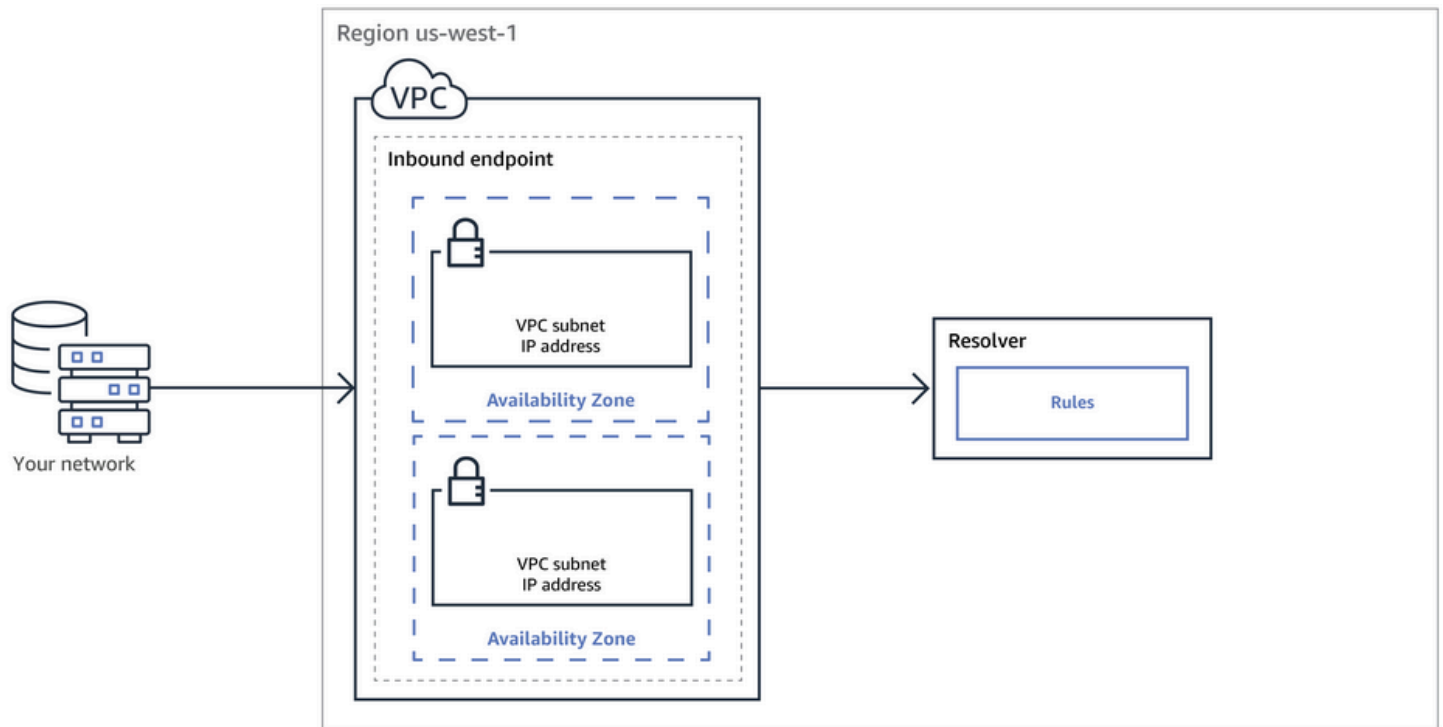 Region us-west-1
VPC
Inbound endpoint
VPC subnet
IP address
Availability Zone
VPC subnet
IP address
Availability Zone
Your network
Resolver
Rules